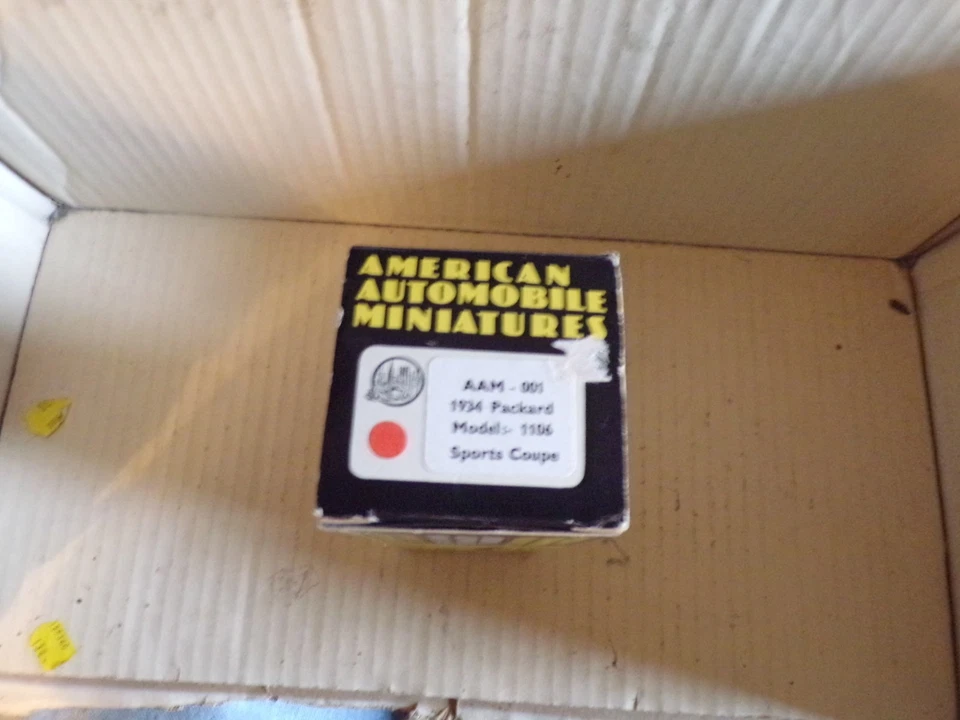 AMERICAN
AUTOMOBILE
MINIATURES
AAM - 001
1934 Packard
Model:- 1106
Sports Coupe